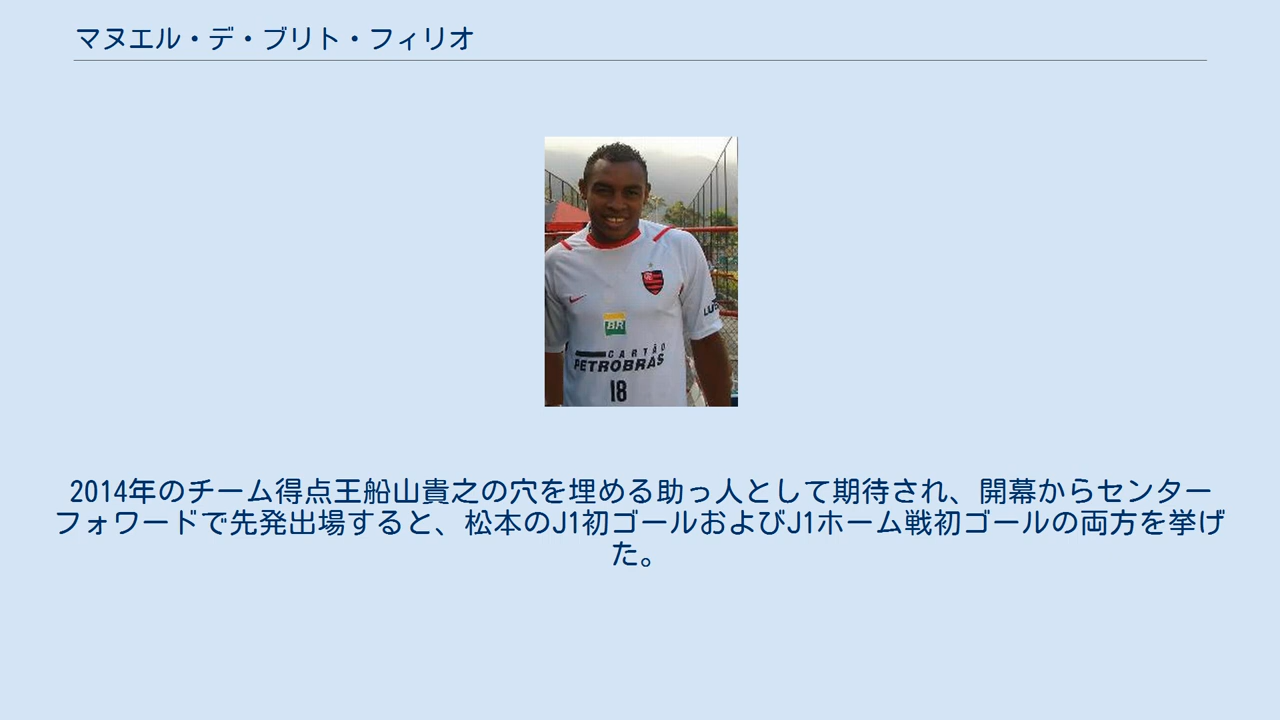 マヌエル・デ・ブリト・フィリオ
BR
CARTÃO
PETROBRAS
18
2014年のチーム得点王船山貴之の穴を埋める助っ人として期待され、開幕からセンター
フォワードで先発出場すると、松本のJ1初ゴールおよびJ1ホーム戦初ゴールの両方を挙げ
た。